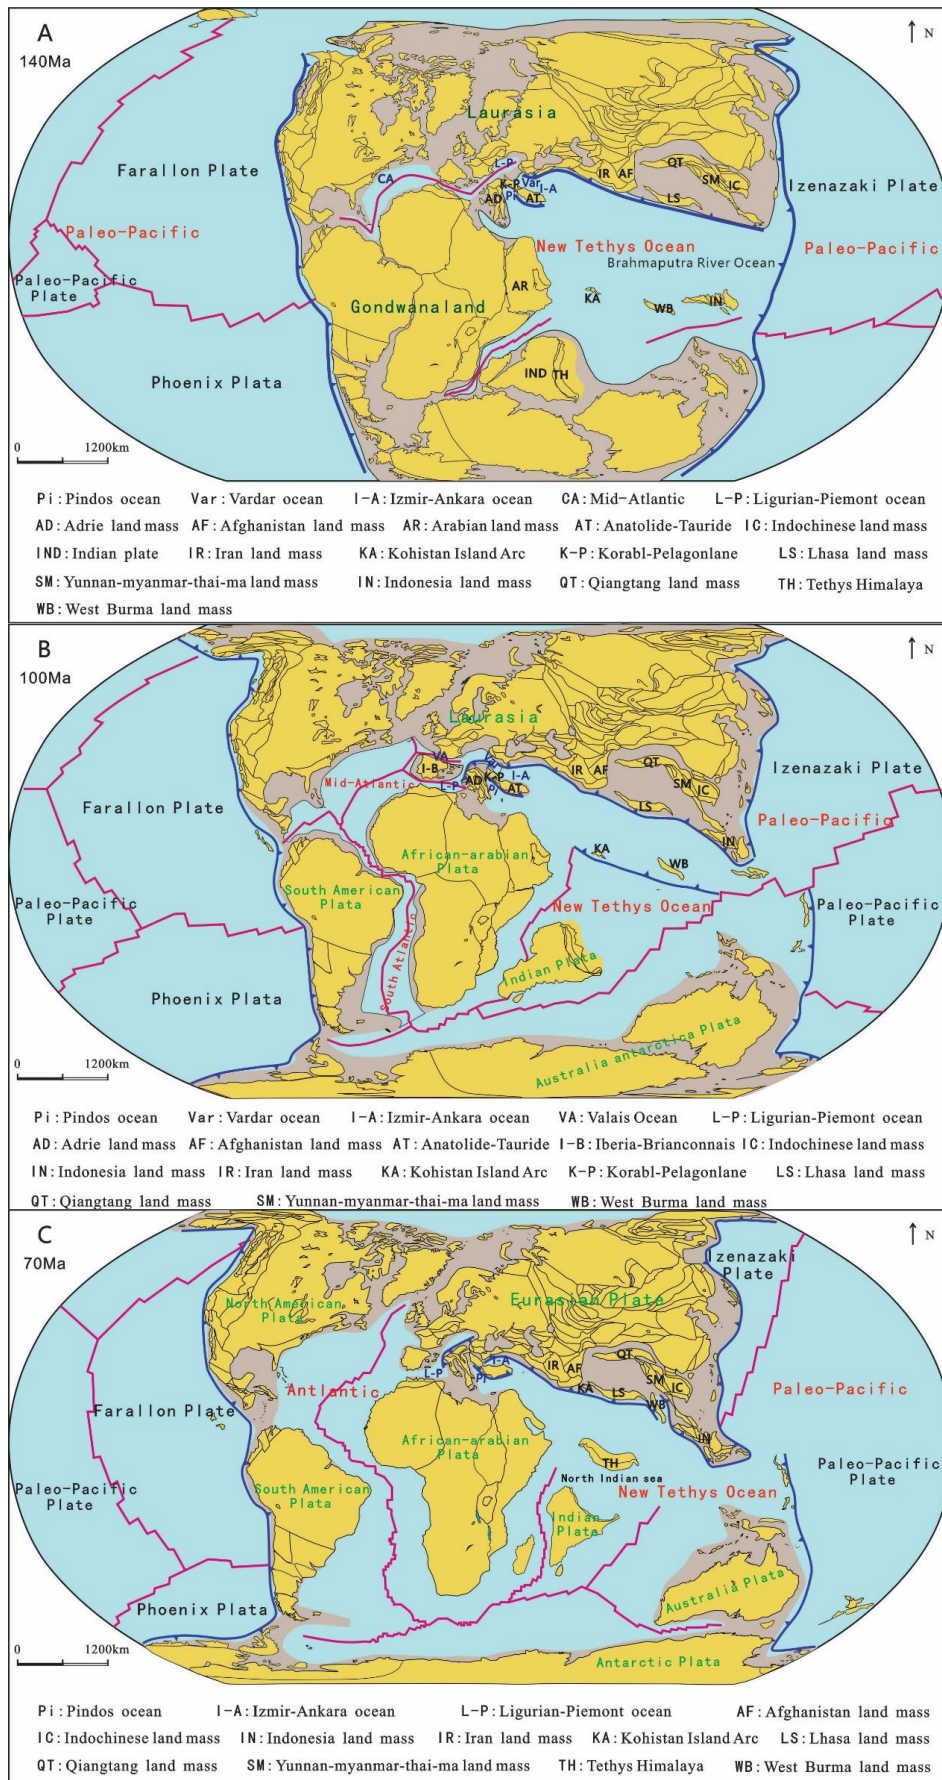 A
N
140Ma
Laurasia
Farallon Plate
L-P
QT
CA
K-P
Var
I-A
IR
AF
SM
IC
Izenazaki Plate
AD
Pi
AT
LS
Paleo-Pacific
New Tethys Ocean
Paleo-Pacific
Brahmaputra River Ocean
Paleo-Pacific
Plate
AR
KA
Gondwanaland
WB
IN
Phoenix Plata
IND
TH
0 1200km
Pi: Pindos ocean Var: Vardar ocean I-A: Izmir-Ankara ocean CA: Mid-Atlantic L-P: Ligurian-Piemont ocean
AD: Adrie land mass AF: Afghanistan land mass AR: Arabian land mass AT: Anatolide-Tauride IC: Indochinese land mass
IND: Indian plate IR: Iran land mass KA: Kohistan Island Arc K-P: Korabl-Pelagonlane LS: Lhasa land mass
SM: Yunnan-myanmar-thai-ma land mass IN: Indonesia land mass QT: Qiangtang land mass TH: Tethys Himalaya
WB: West Burma land mass
B
N
100Ma
Laurasia
VA
I-B
QT
Izenazaki Plate
Mid-Atlantic
L-P
AD
K-P
I-A
IR
AF
SM
IC
Farallon Plate
Pi
AT
LS
Paleo-Pacific
IN
African-arabian
Plata
KA
WB
South American
Plata
Paleo-Pacific
Plate
New Tethys Ocean
Paleo-Pacific
Plate
South Atlantic
Indian Plata
Phoenix Plata
Australia antarctica Plata
0 1200km
Pi: Pindos ocean Var: Vardar ocean I-A: Izmir-Ankara ocean VA: Valais Ocean L-P: Ligurian-Piemont ocean
AD: Adrie land mass AF: Afghanistan land mass AT: Anatolide-Tauride I-B: Iberia-Brianconnais IC: Indochinese land mass
IN: Indonesia land mass IR: Iran land mass KA: Kohistan Island Arc K-P: Korabl-Pelagonlane LS: Lhasa land mass
QT: Qiangtang land mass SM: Yunnan-myanmar-thai-ma land mass WB: West Burma land mass
C
N
70Ma
Izenazaki
Plate
North American
Plata
Eurasian Plate
L-P
I-A
Pi
IR
AF
QT
SM
IC
KA
LS
WB
Antlantic
Paleo-Pacific
Farallon Plate
African-arabian
Plata
IN
TH
North Indian sea
Paleo-Pacific
Plate
Paleo-Pacific
Plate
South American
Plata
New Tethys Ocean
Indian
Plata
Australia Plata
Phoenix Plata
Antarctic Plata
0 1200km
Pi: Pindos ocean I-A: Izmir-Ankara ocean L-P: Ligurian-Piemont ocean AF: Afghanistan land mass
IC: Indochinese land mass IN: Indonesia land mass IR: Iran land mass KA: Kohistan Island Arc LS: Lhasa land mass
QT: Qiangtang land mass SM: Yunnan-myanmar-thai-ma land mass TH: Tethys Himalaya WB: West Burma land mass